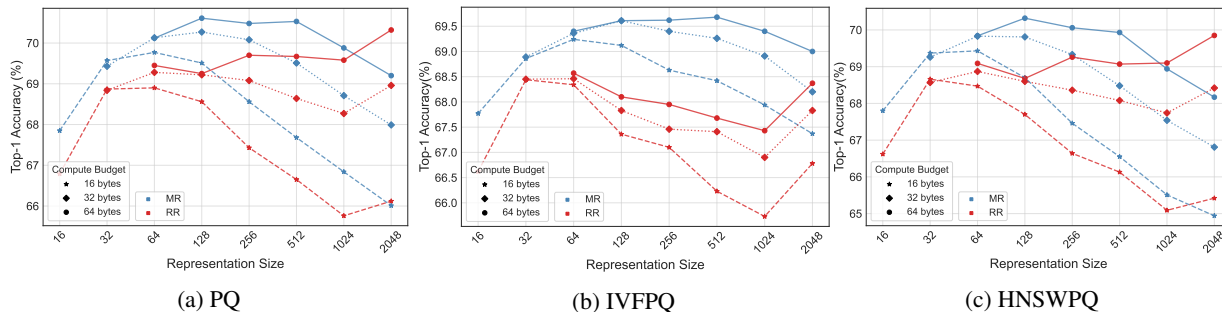 Top-1 Accuracy (%)
70
69
68
67
66
Compute Budget
16 bytes
32 bytes
64 bytes
MR
RR
16
32
64
128
256
512
1024
2048
Representation Size
(a) PQ
Top-1 Accuracy(%)
69.5
69.0
68.5
68.0
67.5
67.0
66.5
66.0
Compute Budget
16 bytes
32 bytes
64 bytes
MR
RR
16
32
64
128
256
512
1024
2048
Representation Size
(b) IVFPQ
Top-1 Accuracy(%)
70
69
68
67
66
65
Compute Budget
16 bytes
32 bytes
64 bytes
MR
RR
16
32
64
128
256
512
1024
2048
Representation Size
(c) HNSWPQ